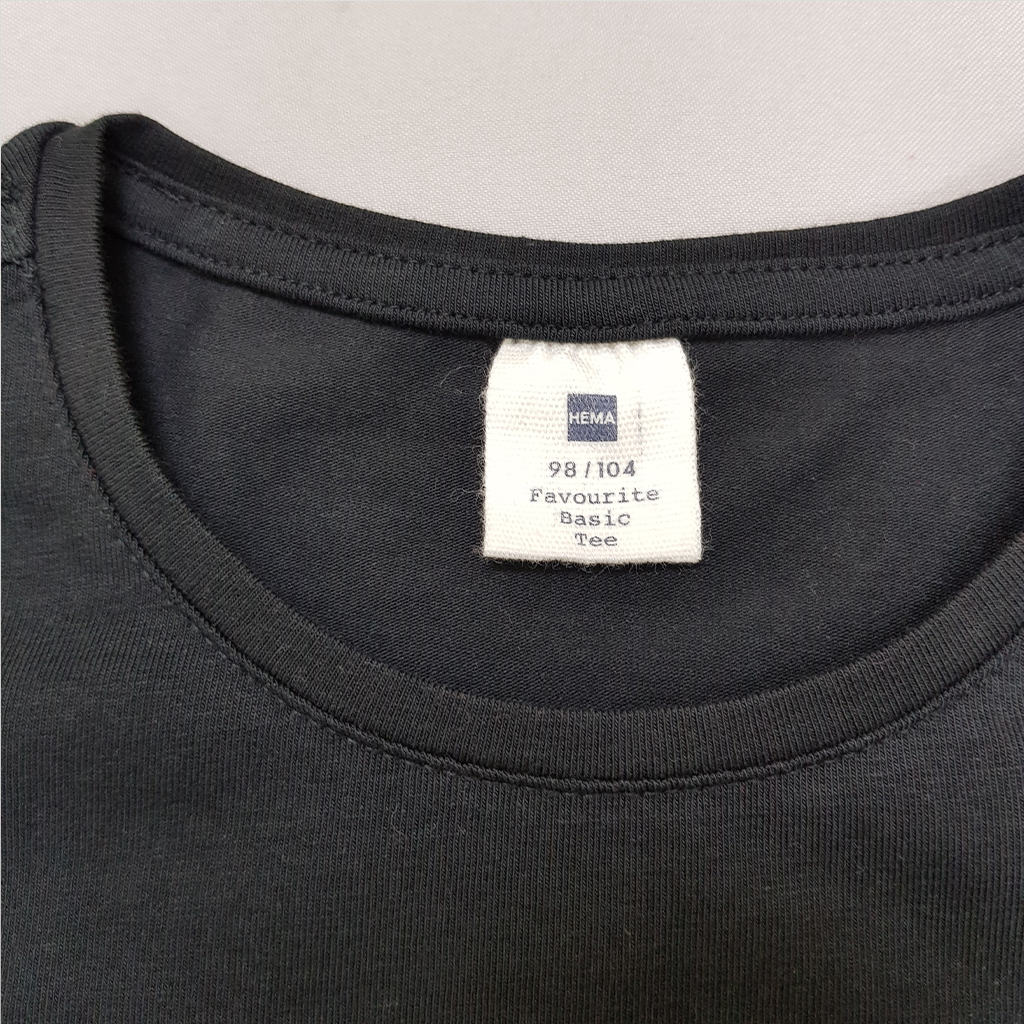 HEMA
98/104
Favourite
Basic
Tee